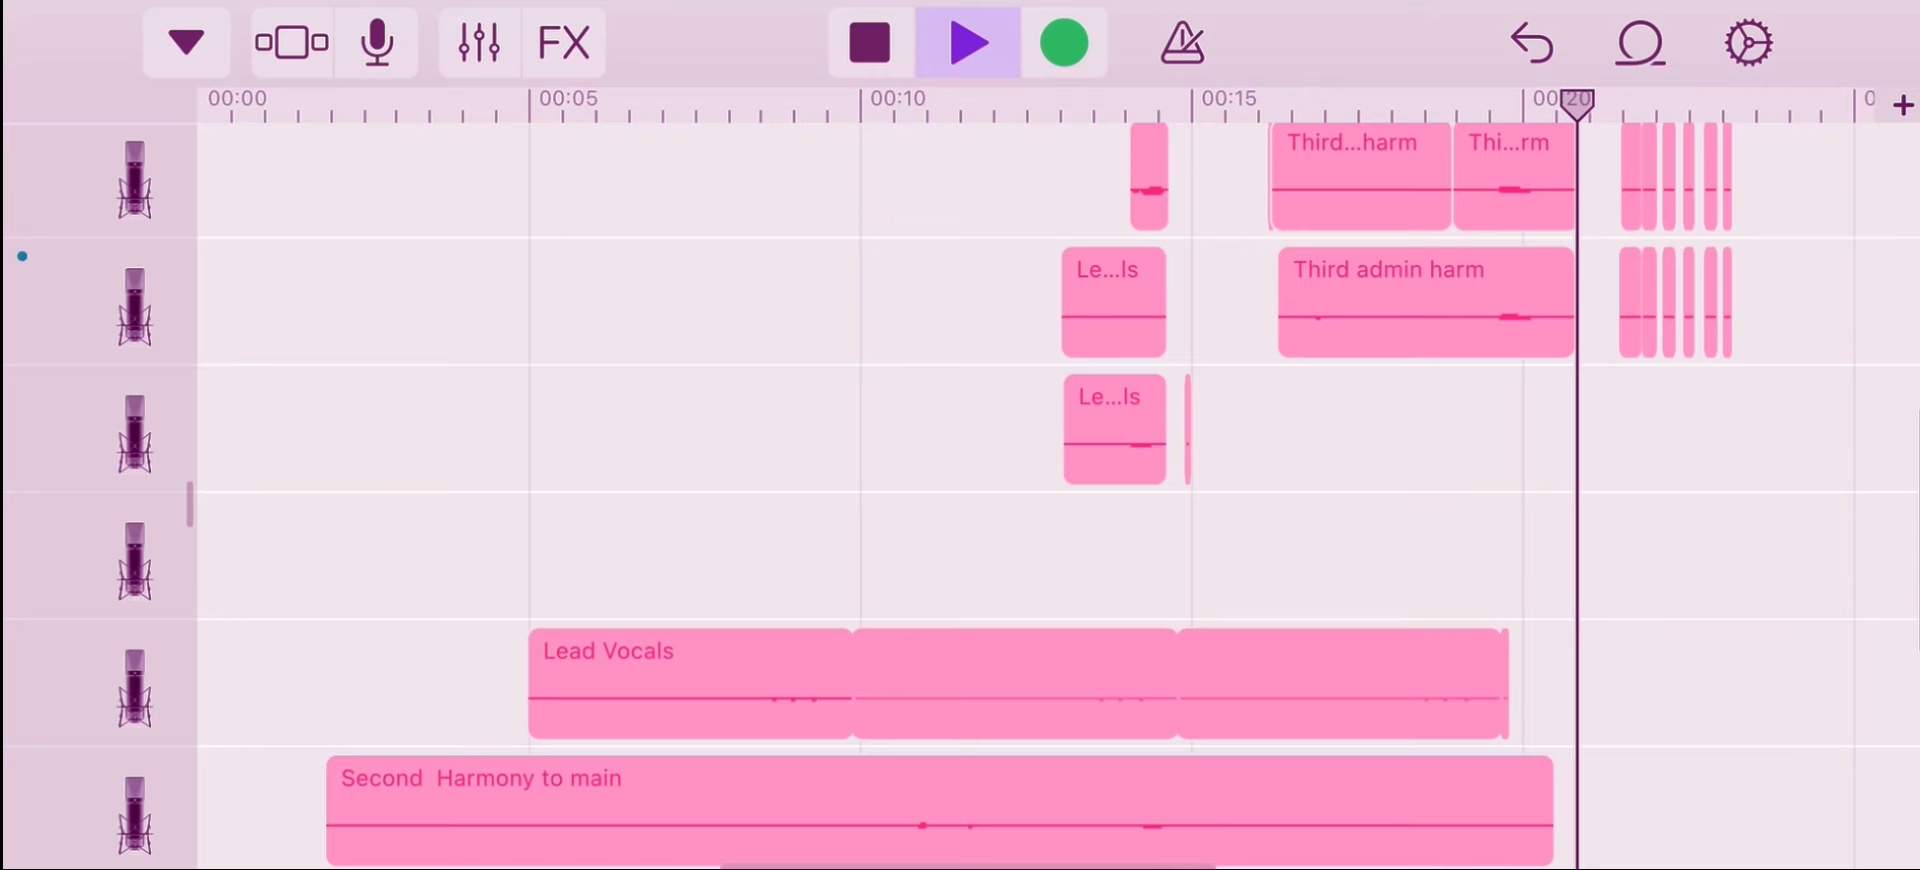 FX
00:00 00:05 00:10 00:15 00:20 0
Third...harm Thi...rm
Le...ls Third admin harm
Le...ls
Lead Vocals
Second Harmony to main